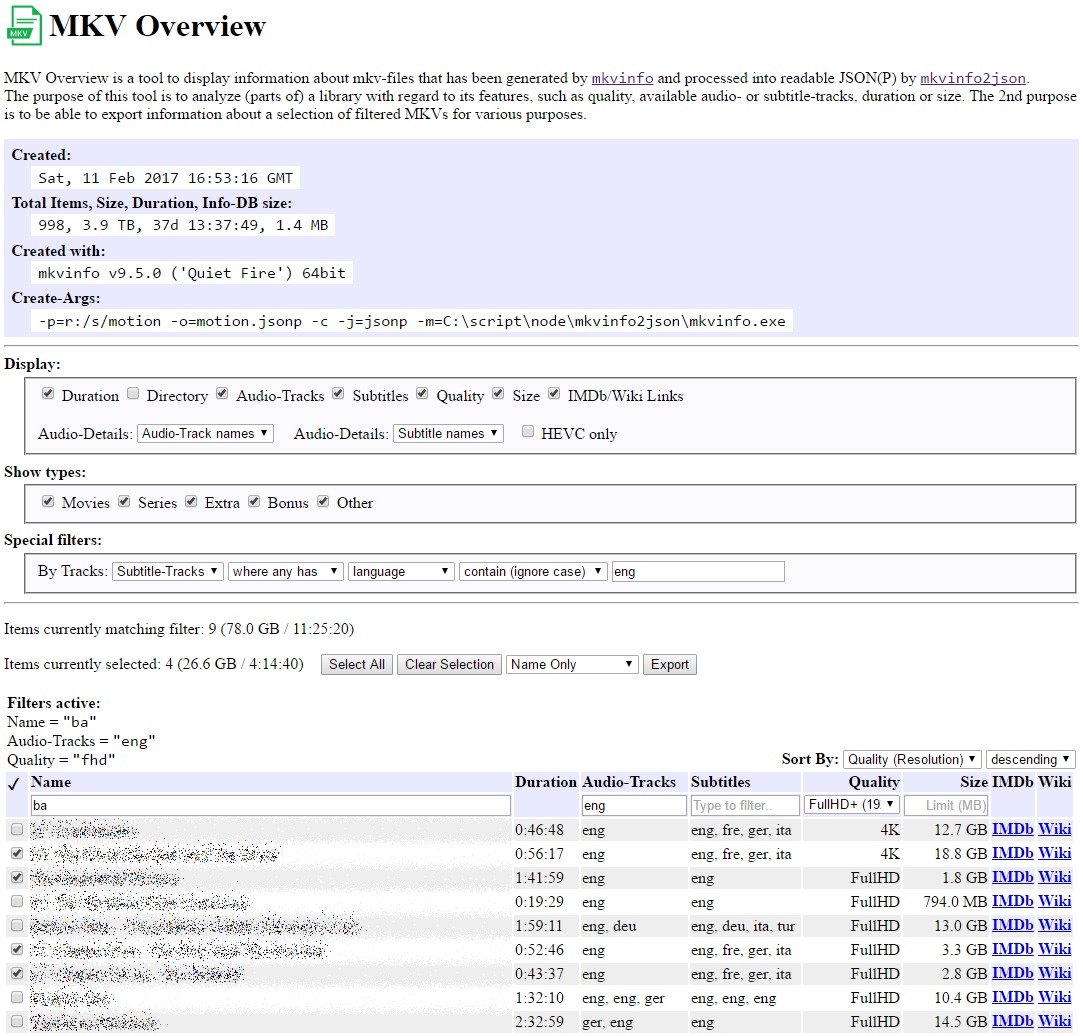 MKV
MKV Overview
MKV Overview is a tool to display information about mkv-files that has been generated by mkvinfo and processed into readable JSON(P) by mkvinfo2json.
The purpose of this tool is to analyze (parts of) a library with regard to its features, such as quality, available audio- or subtitle-tracks, duration or size. The 2nd purpose
is to be able to export information about a selection of filtered MKVs for various purposes.
Created:
Sat, 11 Feb 2017 16:53:16 GMT
Total Items, Size, Duration, Info-DB size:
998, 3.9 TB, 37d 13:37:49, 1.4 MB
Created with:
mkvinfo v9.5.0 ('Quiet Fire') 64bit
Create-Args:
-p=r:/s/motion -o=motion.jsonp -c -j=jsonp -m=C:\script\node\mkvinfo2json\mkvinfo.exe
Display:
Duration Directory Audio-Tracks Subtitles Quality Size IMDb/Wiki Links
Audio-Details: Audio-Track names Audio-Details: Subtitle names HEVC only
Show types:
Movies Series Extra Bonus Other
Special filters:
By Tracks: Subtitle-Tracks where any has language contain (ignore case) eng
Items currently matching filter: 9 (78.0 GB / 11:25:20)
Items currently selected: 4 (26.6 GB / 4:14:40) Select All Clear Selection Name Only Export
Filters active:
Name = "ba"
Audio-Tracks = "eng"
Quality = "fhd"
Sort By: Quality (Resolution) descending
✓ Name Duration Audio-Tracks Subtitles Quality Size IMDb Wiki
ba eng Type to filter.. FullHD+ (19 Limit (MB)
0:46:48 eng eng, fre, ger, ita 4K 12.7 GB IMDb Wiki
0:56:17 eng eng, fre, ger, ita 4K 18.8 GB IMDb Wiki
1:41:59 eng eng FullHD 1.8 GB IMDb Wiki
0:19:29 eng eng FullHD 794.0 MB IMDb Wiki
1:59:11 eng, deu eng, deu, ita, tur FullHD 13.0 GB IMDb Wiki
0:52:46 eng eng, fre, ger, ita FullHD 3.3 GB IMDb Wiki
0:43:37 eng eng, fre, ger, ita FullHD 2.8 GB IMDb Wiki
1:32:10 eng, eng, ger eng, eng, eng FullHD 10.4 GB IMDb Wiki
2:32:59 ger, eng eng FullHD 14.5 GB IMDb Wiki